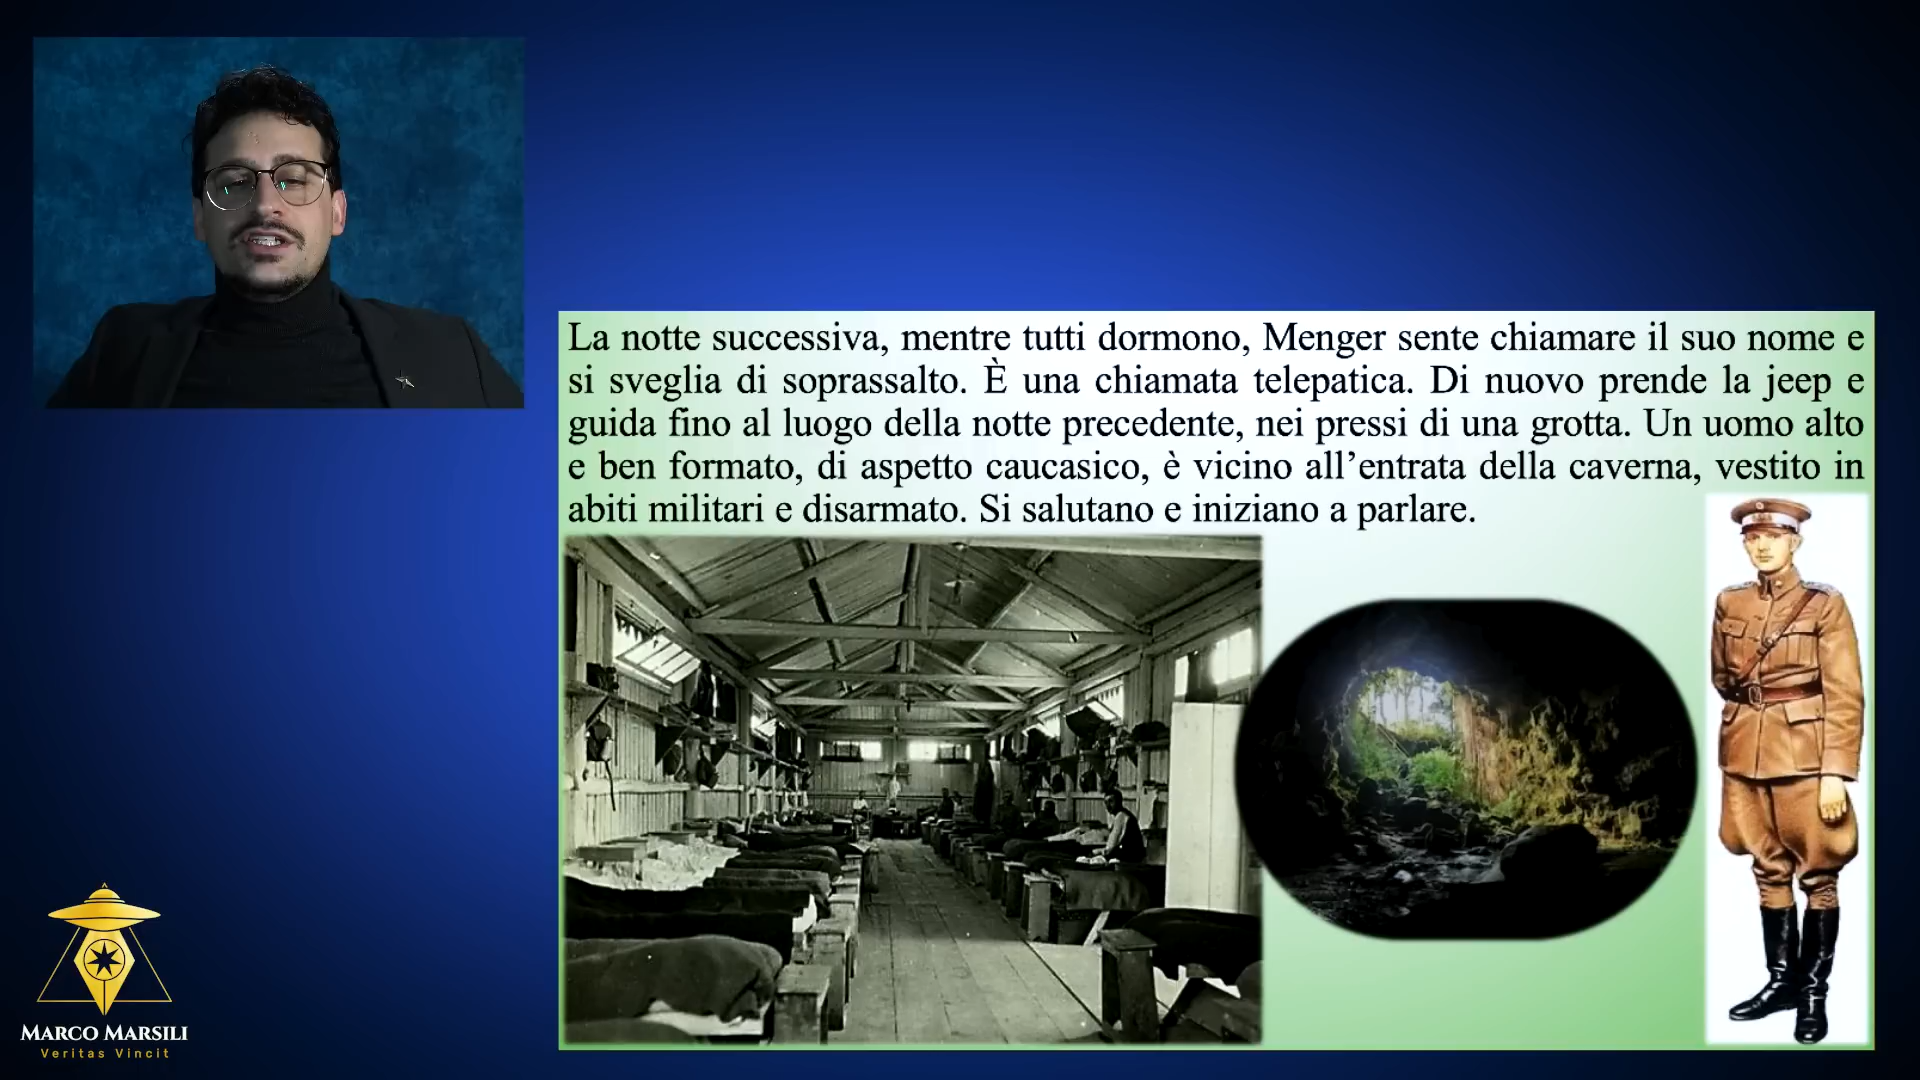 La notte successiva, mentre tutti dormono, Menger sente chiamare il suo nome e
si sveglia di soprassalto. È una chiamata telepatica. Di nuovo prende la jeep e
guida fino al luogo della notte precedente, nei pressi di una grotta. Un uomo alto
e ben formato, di aspetto caucasico, è vicino all’entrata della caverna, vestito in
abiti militari e disarmato. Si salutano e iniziano a parlare.
MARCO MARSILI
Veritas Vincit